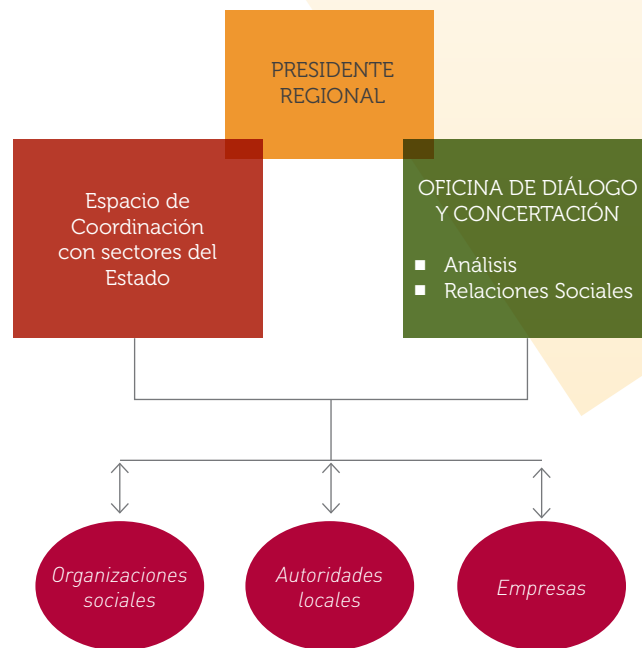 PRESIDENTE
REGIONAL
Espacio de
Coordinación
con sectores del
Estado
OFICINA DE DIÁLOGO
Y CONCERTACIÓN
■ Análisis
■ Relaciones Sociales
Organizaciones
sociales
Autoridades
locales
Empresas